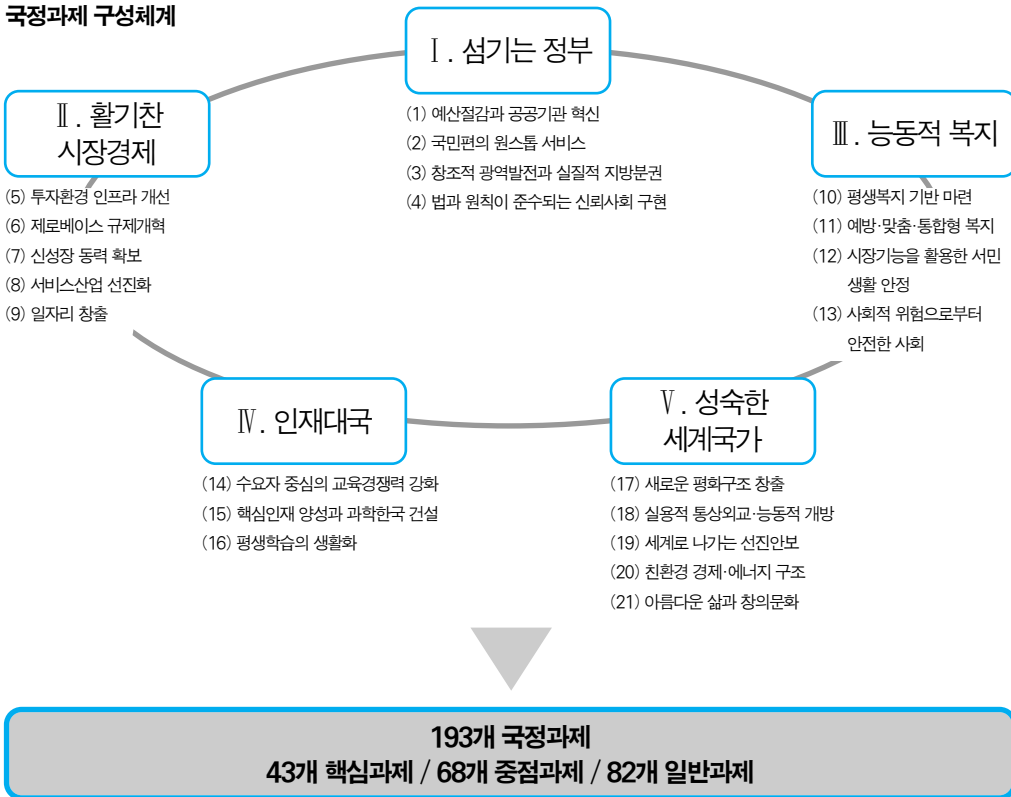 국정과제 구성체계
Ⅰ. 섬기는 정부
(1) 예산절감과 공공기관 혁신
(2) 국민편의 원스톱 서비스
(3) 창조적 광역발전과 실질적 지방분권
(4) 법과 원칙이 준수되는 신뢰사회 구현
Ⅱ. 활기찬
시장경제
(5) 투자환경 인프라 개선
(6) 제로베이스 규제개혁
(7) 신성장 동력 확보
(8) 서비스산업 선진화
(9) 일자리 창출
Ⅲ. 능동적 복지
(10) 평생복지 기반 마련
(11) 예방·맞춤·통합형 복지
(12) 시장기능을 활용한 서민
생활 안정
(13) 사회적 위험으로부터
안전한 사회
Ⅳ. 인재대국
(14) 수요자 중심의 교육경쟁력 강화
(15) 핵심인재 양성과 과학한국 건설
(16) 평생학습의 생활화
Ⅴ. 성숙한
세계국가
(17) 새로운 평화구조 창출
(18) 실용적 통상외교·능동적 개방
(19) 세계로 나가는 선진안보
(20) 친환경 경제·에너지 구조
(21) 아름다운 삶과 창의문화
193개 국정과제
43개 핵심과제 / 68개 중점과제 / 82개 일반과제